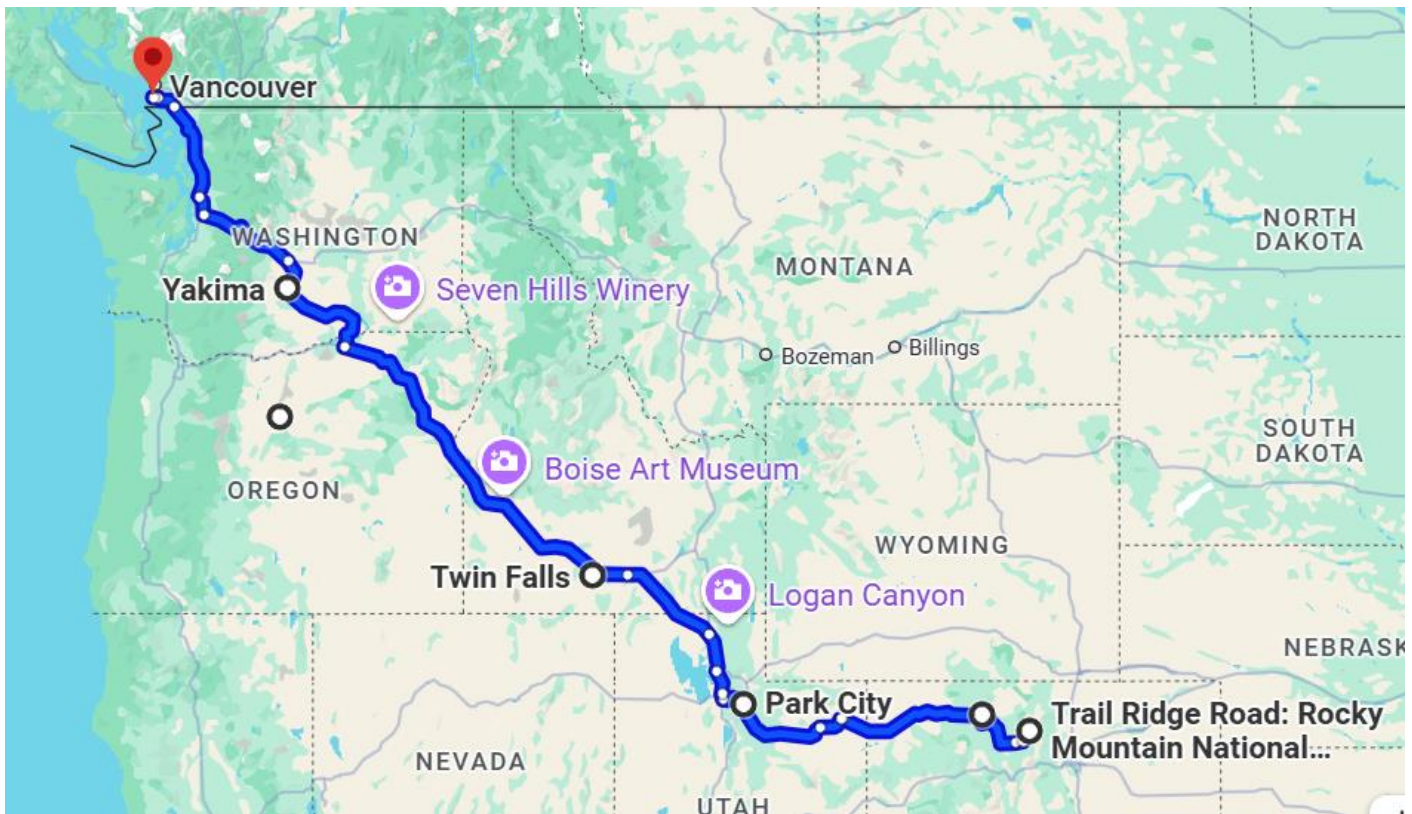 Vancouver
NORTH
DAKOTA
WASHINGTON
MONTANA
Yakima
Seven Hills Winery
Bozeman
Billings
SOUTH
DAKOTA
Boise Art Museum
OREGON
WYOMING
Twin Falls
Logan Canyon
NEBRASK
Park City
Trail Ridge Road: Rocky
Mountain National...
NEVADA
UTAH